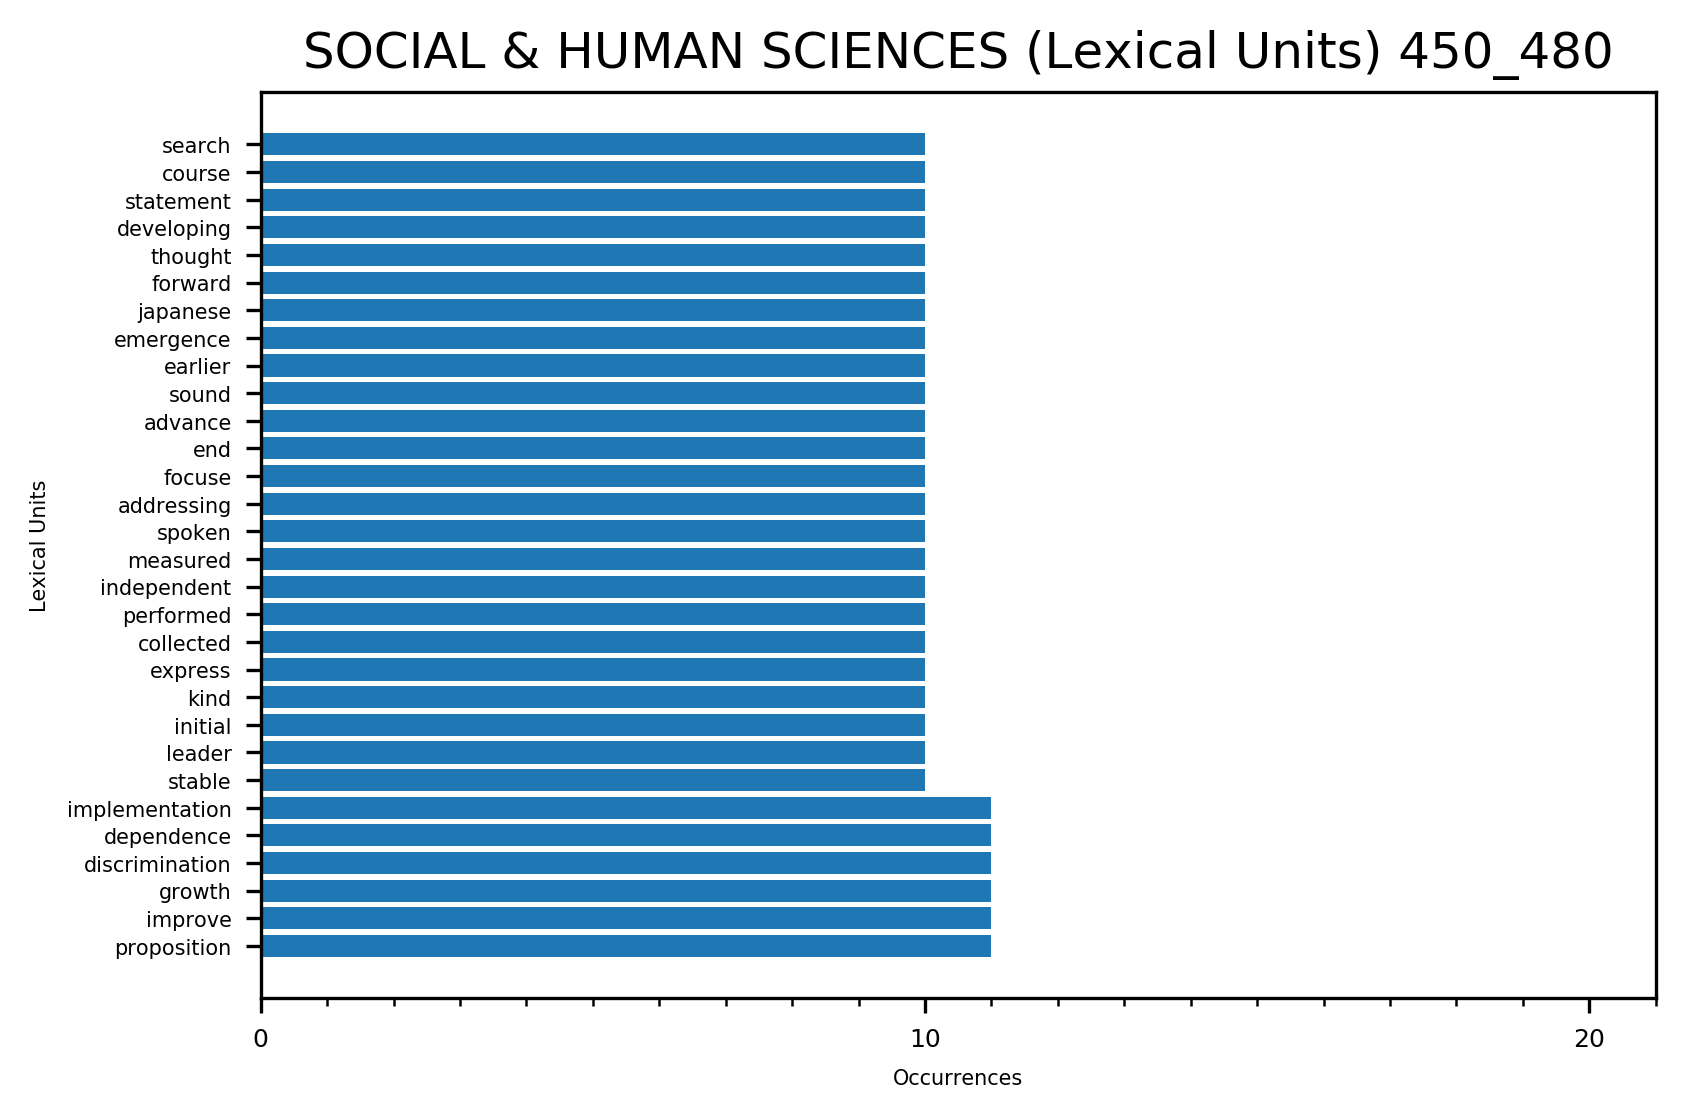 SOCIAL & HUMAN SCIENCES (Lexical Units) 450_480
Lexical Units
search
course
statement
developing
thought
forward
japanese
emergence
earlier
sound
advance
end
focuse
addressing
spoken
measured
independent
performed
collected
express
kind
initial
leader
stable
implementation
dependence
discrimination
growth
improve
proposition
0 10 20
Occurrences